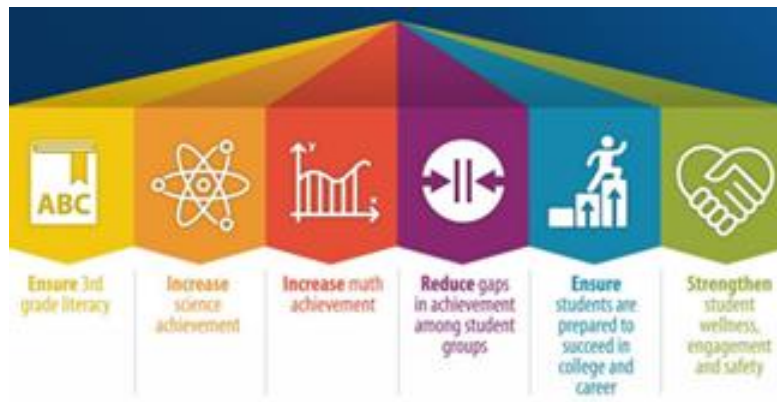 ABC
y
x
Ensure 3rd
grade literacy
Increase
science
achievement
Increase math
achievement
Reduce gaps
in achievement
among student
groups
Ensure
students are
prepared to
succeed in
college and
career
Strengthen
student
wellness,
engagement
and safety